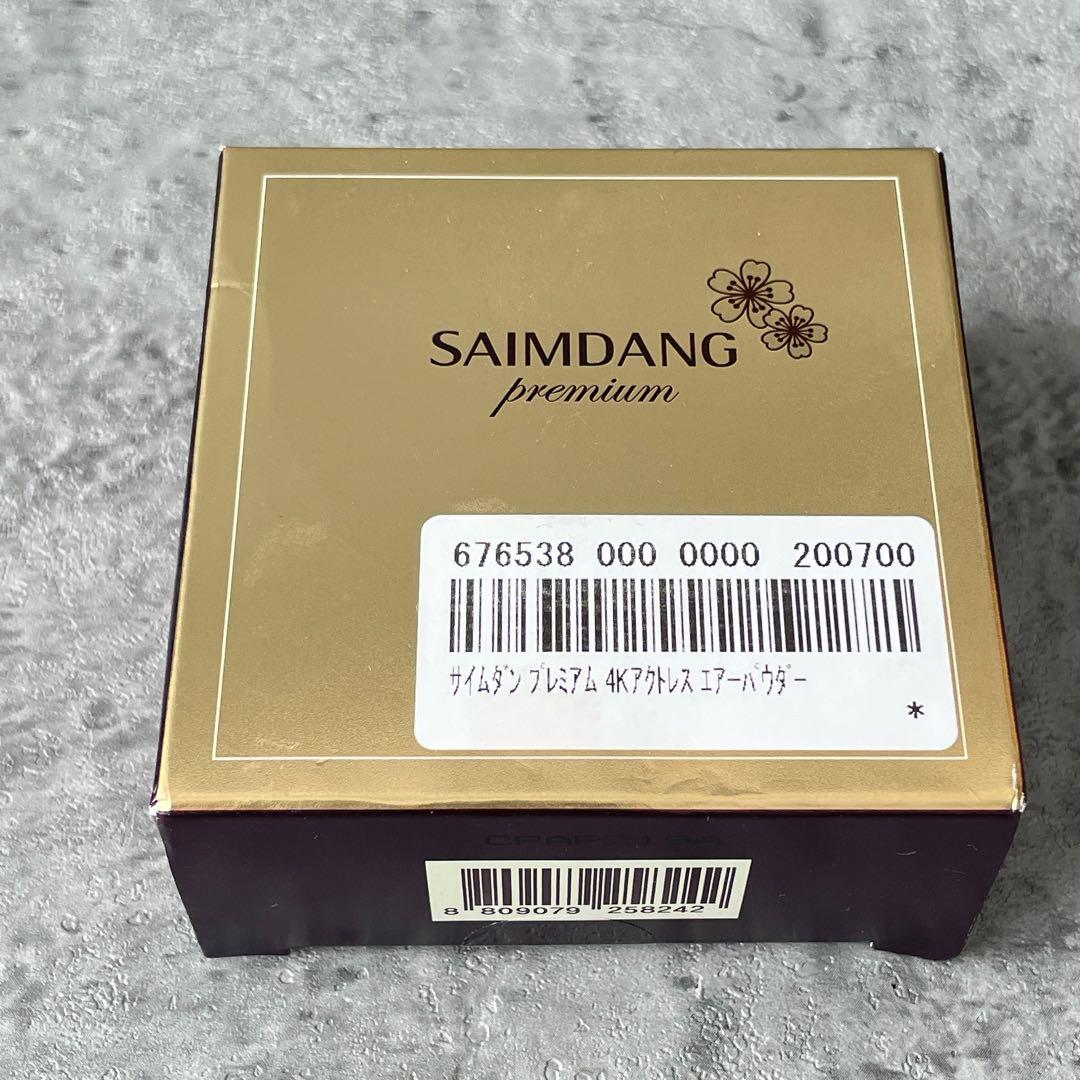 SAIMDANG
premium
676538 000 0000 200700
サイムダン プレミアム 4Kアクトレス エアーパウダー
*
8 809079 258242